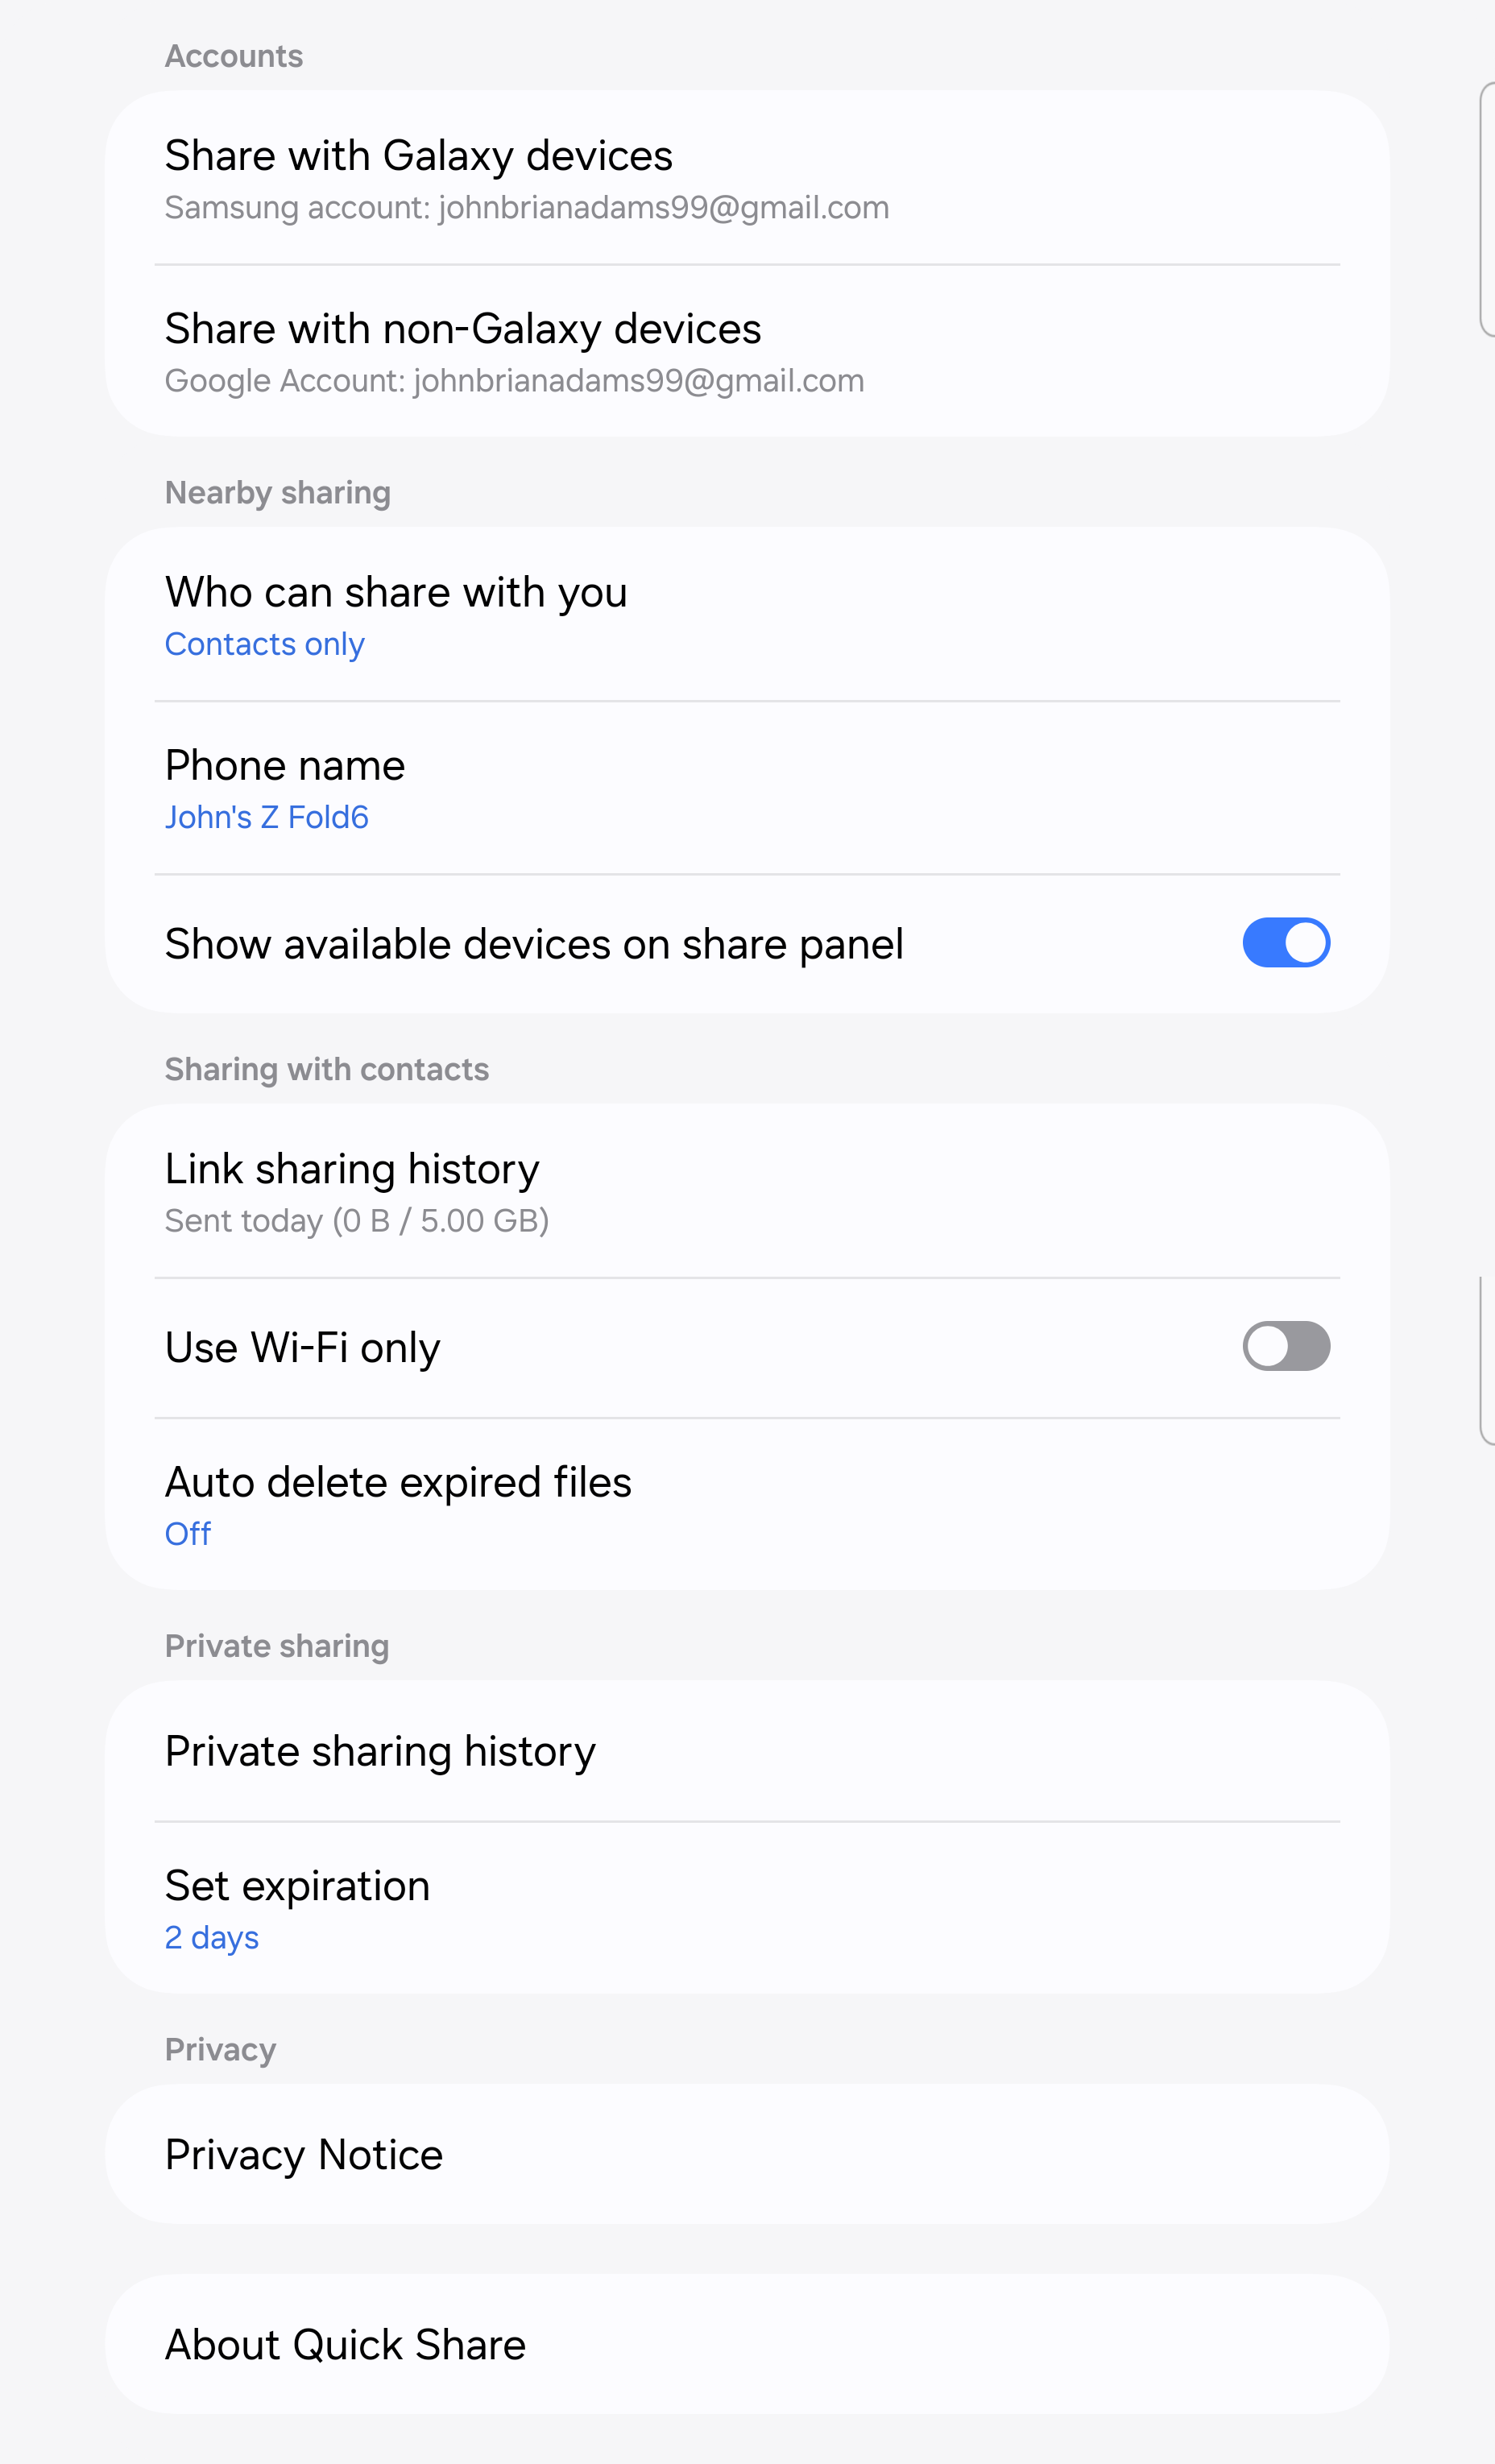 Accounts
Share with Galaxy devices
Samsung account: johnbrianadams99@gmail.com
Share with non-Galaxy devices
Google Account: johnbrianadams99@gmail.com
Nearby sharing
Who can share with you
Contacts only
Phone name
John's Z Fold6
Show available devices on share panel
Sharing with contacts
Link sharing history
Sent today (0 B / 5.00 GB)
Use Wi-Fi only
Auto delete expired files
Off
Private sharing
Private sharing history
Set expiration
2 days
Privacy
Privacy Notice
About Quick Share